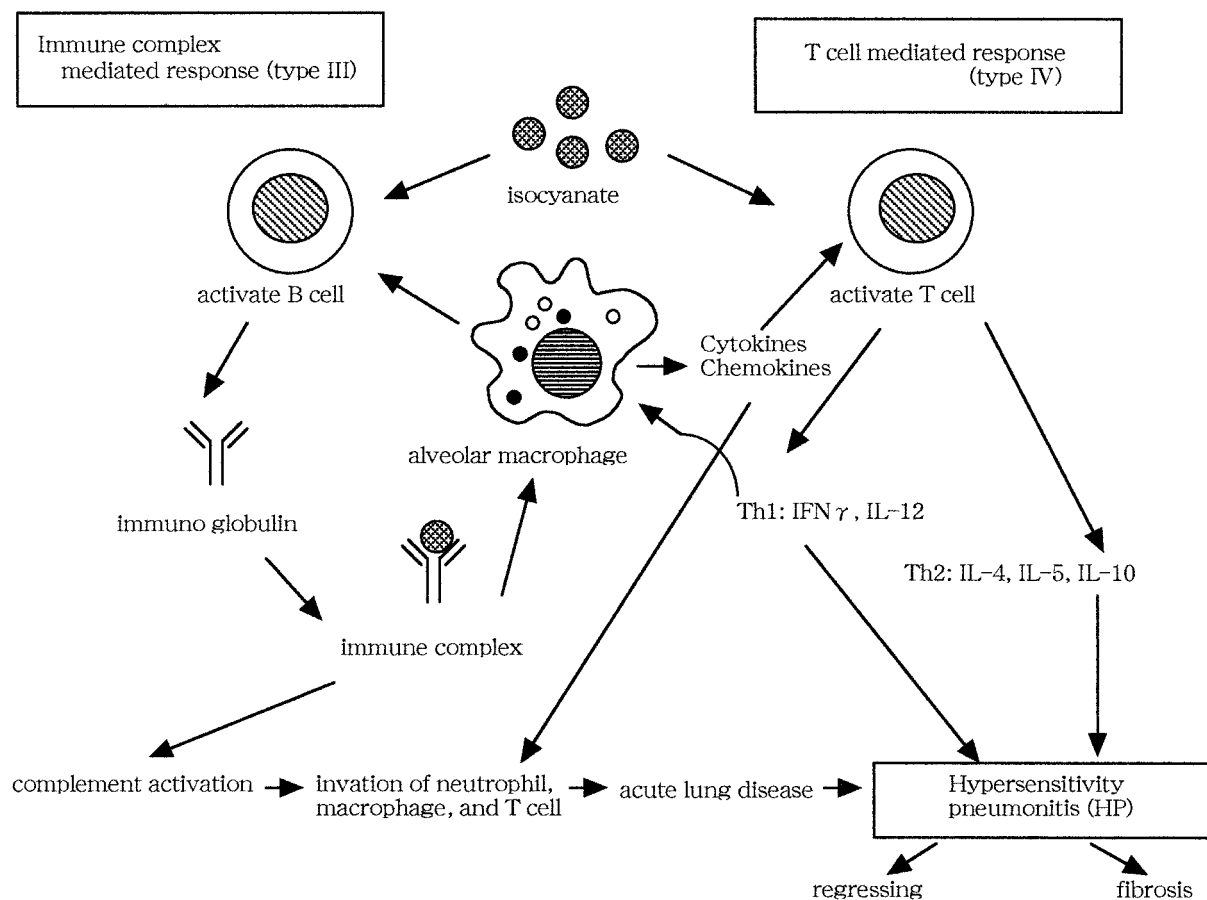 Immune complex
mediated response (type III)
T cell mediated response
(type IV)
isocyanate
activate B cell
activate T cell
Cytokines
Chemokines
alveolar macrophage
immuno globulin
Th1: IFN γ, IL-12
Th2: IL-4, IL-5, IL-10
immune complex
complement activation
invation of neutrophil,
macrophage, and T cell
acute lung disease
Hypersensitivity
pneumonitis (HP)
regressing
fibrosis